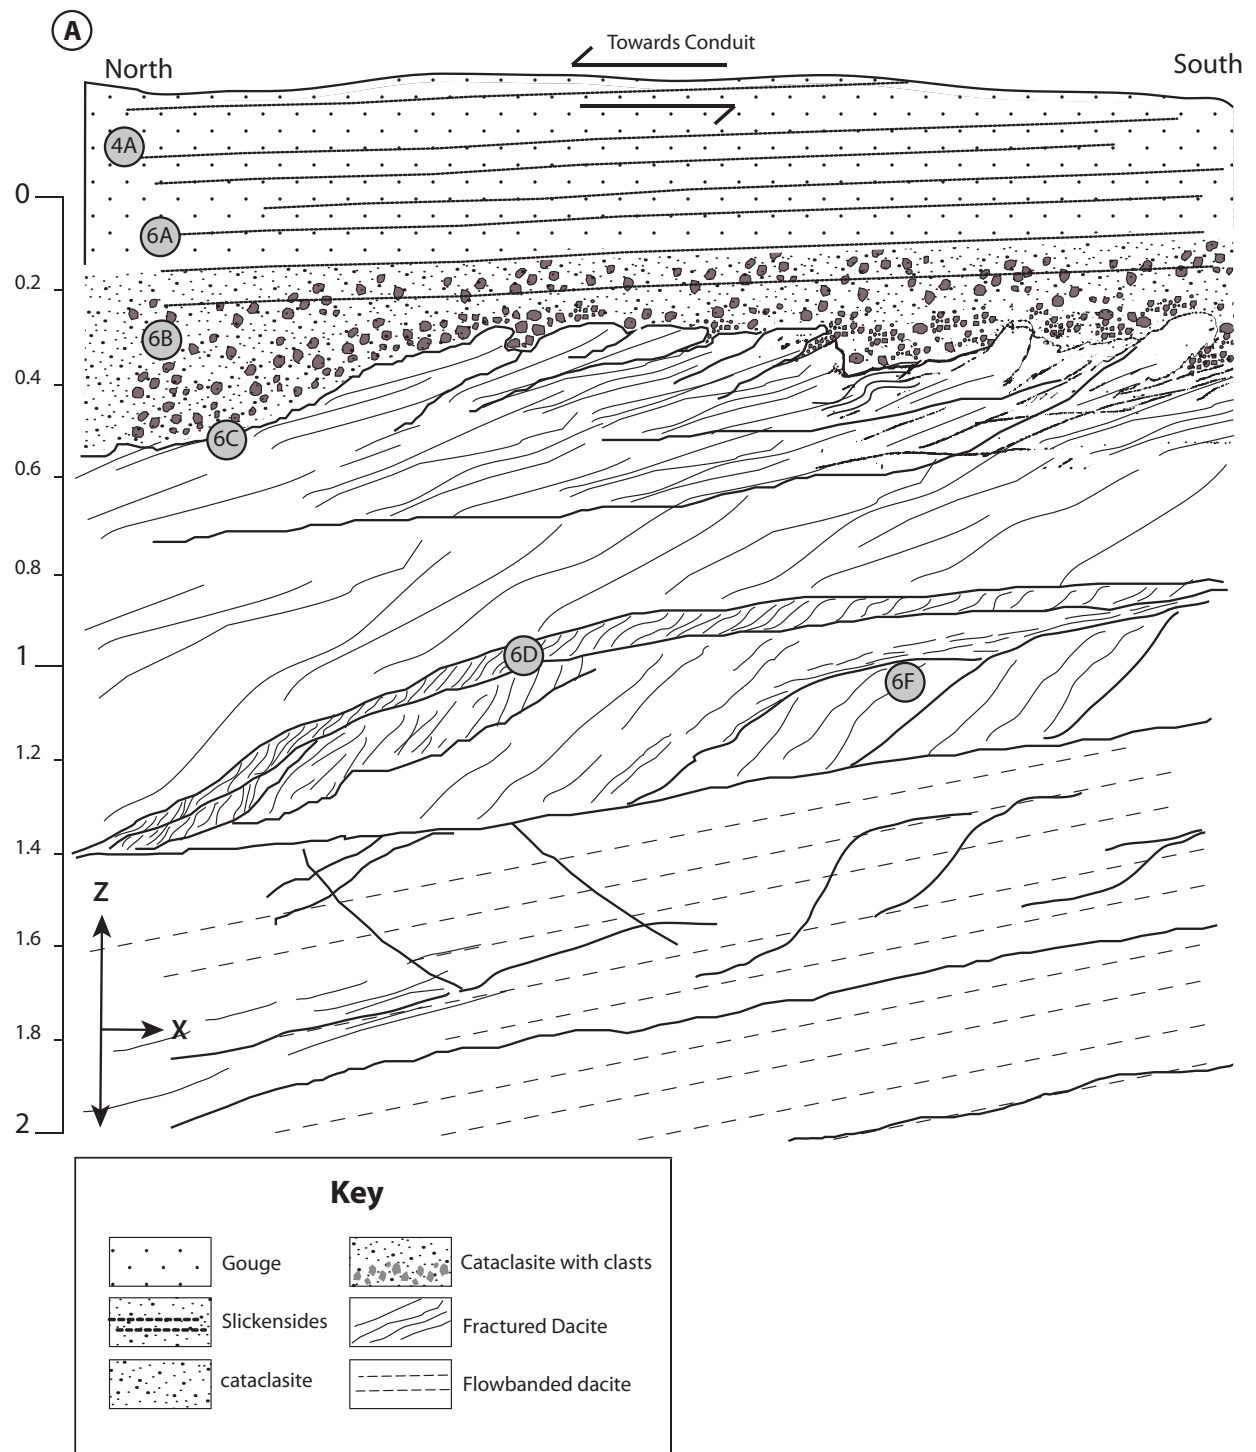 A
Towards Conduit
North
South
4A
0
6A
0.2
6B
0.4
6C
0.6
0.8
1
6D
6F
1.2
1.4
Z
1.6
1.8
X
2
Key
Gouge
Cataclasite with clasts
Slickensides
Fractured Dacite
cataclasite
Flowbanded dacite